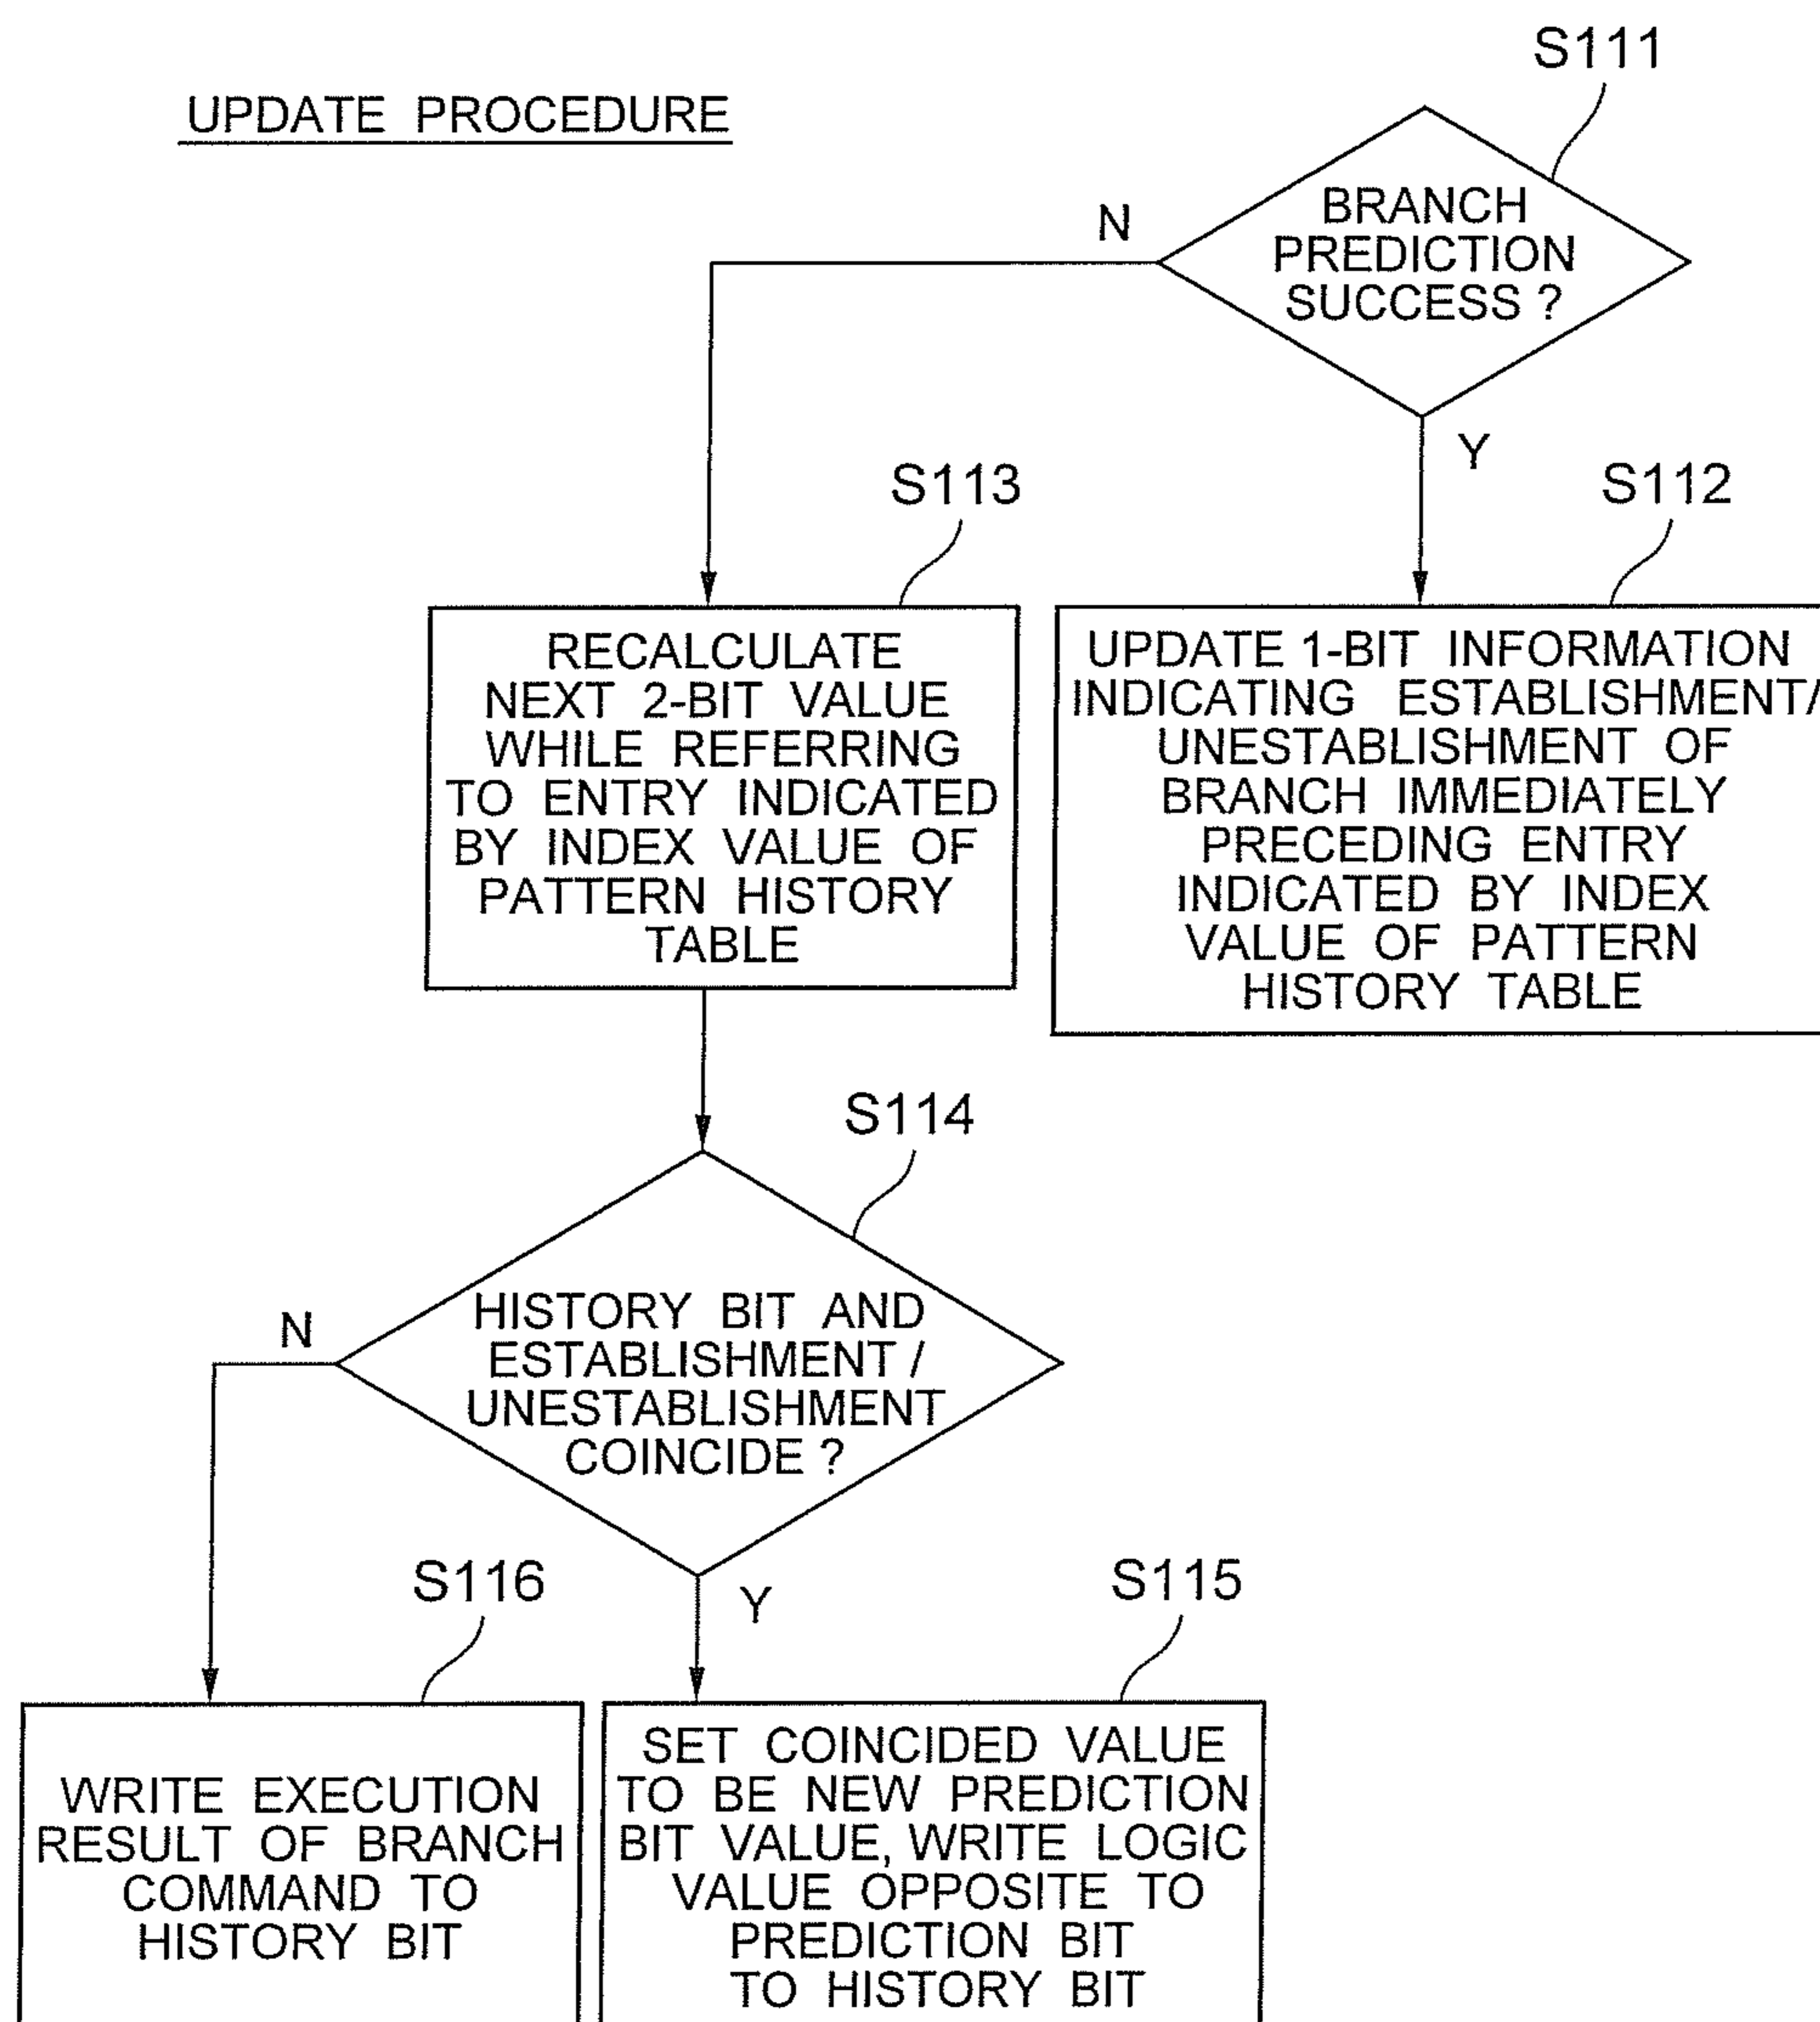 UPDATE PROCEDURE
S111
BRANCH
PREDICTION
SUCCESS ?
N
Y
S113
S112
RECALCULATE
NEXT 2-BIT VALUE
WHILE REFERRING
TO ENTRY INDICATED
BY INDEX VALUE OF
PATTERN HISTORY
TABLE
UPDATE 1-BIT INFORMATION
INDICATING ESTABLISHMENT/
UNESTABLISHMENT OF
BRANCH IMMEDIATELY
PRECEDING ENTRY
INDICATED BY INDEX
VALUE OF PATTERN
HISTORY TABLE
S114
HISTORY BIT AND
ESTABLISHMENT /
UNESTABLISHMENT
COINCIDE ?
N
Y
S116
S115
WRITE EXECUTION
RESULT OF BRANCH
COMMAND TO
HISTORY BIT
SET COINCIDED VALUE
TO BE NEW PREDICTION
BIT VALUE, WRITE LOGIC
VALUE OPPOSITE TO
PREDICTION BIT
TO HISTORY BIT